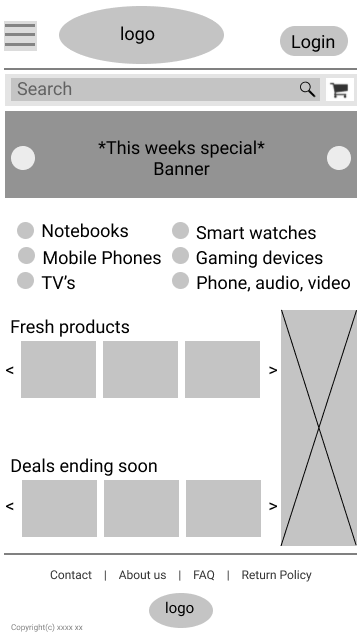 logo
Login
Search
*This weeks special*
Banner
Notebooks
Smart watches
Mobile Phones
Gaming devices
TV's
Phone, audio, video
Fresh products
< >
Deals ending soon
< >
Contact | About us | FAQ | Return Policy
logo
Copyright(c) xxxx xx